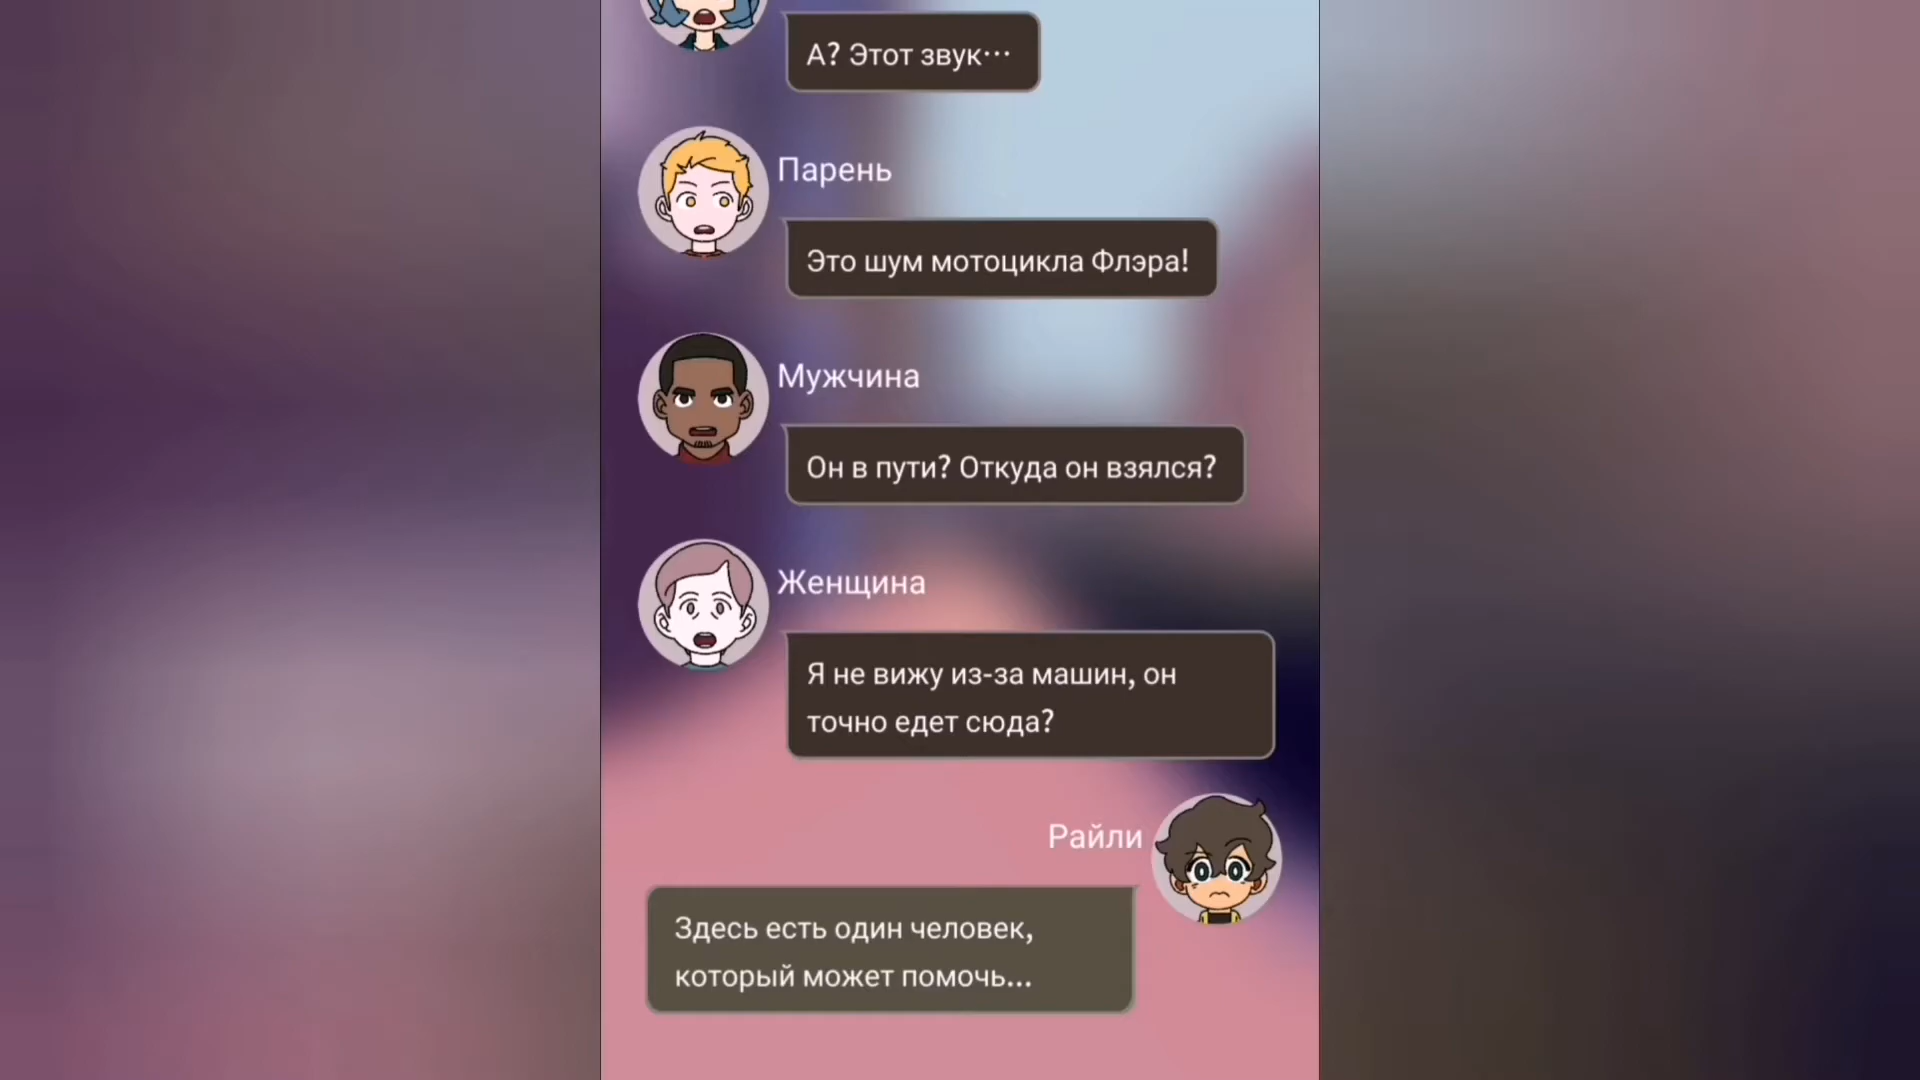 А? Этот звук···
Парень
Это шум мотоцикла Флэра!
Мужчина
Он в пути? Откуда он взялся?
Женщина
Я не вижу из-за машин, он
точно едет сюда?
Райли
Здесь есть один человек,
который может помочь...